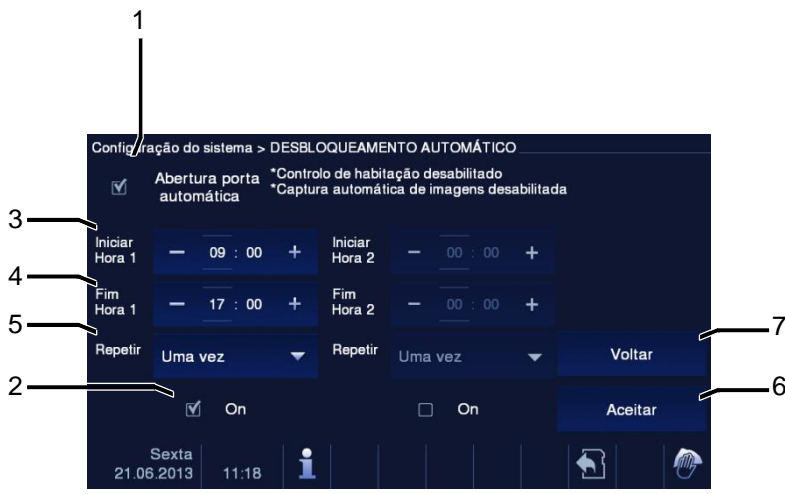 1
Configuração do sistema > DESBLOQUEAMENTO AUTOMÁTICO
Abertura porta automática
*Controlo de habitação desabilitado
*Captura automática de imagens desabilitada
3
Iniciar Hora 1
− 09 : 00 +
Iniciar Hora 2
− 00 : 00 +
4
Fim Hora 1
− 17 : 00 +
Fim Hora 2
− 00 : 00 +
5
Repetir
Uma vez
Repetir
Uma vez
Voltar
7
2
On
On
Aceitar
6
Sexta
21.06.2013
11:18